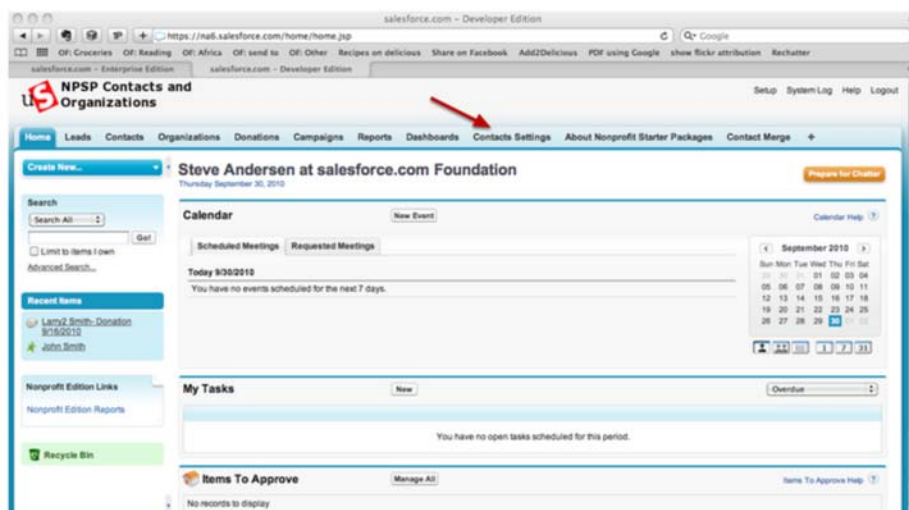 salesforce.com - Developer Edition
https://na6.salesforce.com/home/home.jsp
Google
OF: Groceries OF: Reading OF: Africa OF: send to OF: Other Recipes on delicious Share on Facebook Add2Delicious PDF using Google show flickr attribution Rechatter
salesforce.com - Enterprise Edition salesforce.com - Developer Edition
us NPSP Contacts and
Organizations
Setup System Log Help Logout
Home Leads Contacts Organizations Donations Campaigns Reports Dashboards Contacts Settings About Nonprofit Starter Packages Contact Merge +
Create New...
Steve Andersen at salesforce.com Foundation
Thursday September 30, 2010
Prepare for Chatter
Search
Search All
Go!
Limit to items I own
Advanced Search...
Calendar
New Event
Calendar Help ?
Scheduled Meetings Requested Meetings
Today 9/30/2010
You have no events scheduled for the next 7 days.
September 2010
Sun Mon Tue Wed Thu Fri Sat
29 30 31 01 02 03 04
05 06 07 08 09 10 11
12 13 14 15 16 17 18
19 20 21 22 23 24 25
26 27 28 29 30 01 02
1 7 31
Recent Items
Larry2 Smith- Donation
9/16/2010
John Smith
Nonprofit Edition Links
Nonprofit Edition Reports
Recycle Bin
My Tasks
New
Overdue
You have no open tasks scheduled for this period.
Items To Approve
Manage All
Items To Approve Help ?
No records to display